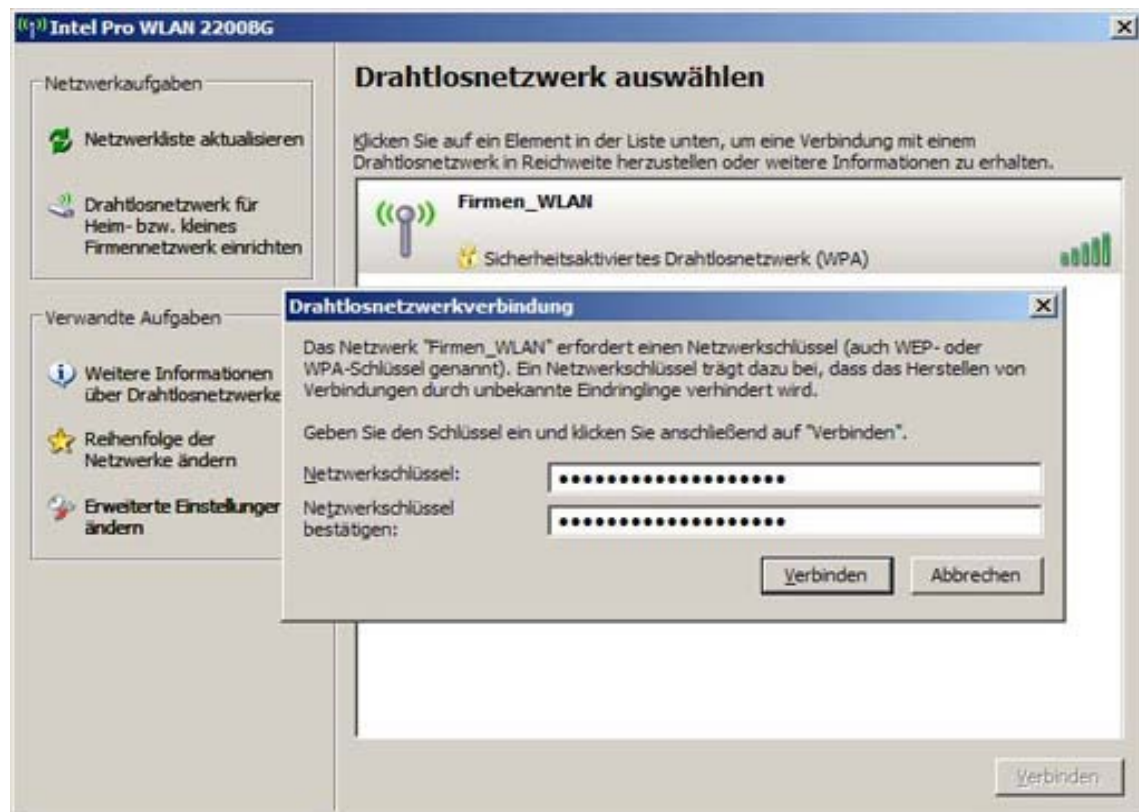 Intel Pro WLAN 2200BG
Netzwerkaufgaben
Netzwerkliste aktualisieren
Drahtlosnetzwerk für
Heim- bzw. kleines
Firmennetzwerk einrichten
Verwandte Aufgaben
Weitere Informationen
über Drahtlosnetzwerke
Reihenfolge der
Netzwerke ändern
Erweiterte Einstellungen
ändern
Drahtlosnetzwerk auswählen
Klicken Sie auf ein Element in der Liste unten, um eine Verbindung mit einem
Drahtlosnetzwerk in Reichweite herzustellen oder weitere Informationen zu erhalten.
Firmen_WLAN
Sicherheitsaktiviertes Drahtlosnetzwerk (WPA)
Drahtlosnetzwerkverbindung
Das Netzwerk "Firmen_WLAN" erfordert einen Netzwerkschlüssel (auch WEP- oder
WPA-Schlüssel genannt). Ein Netzwerkschlüssel trägt dazu bei, dass das Herstellen von
Verbindungen durch unbekannte Eindringlinge verhindert wird.
Geben Sie den Schlüssel ein und klicken Sie anschließend auf "Verbinden".
Netzwerkschlüssel:
Netzwerkschlüssel
bestätigen:
Verbinden
Abbrechen
Verbinden